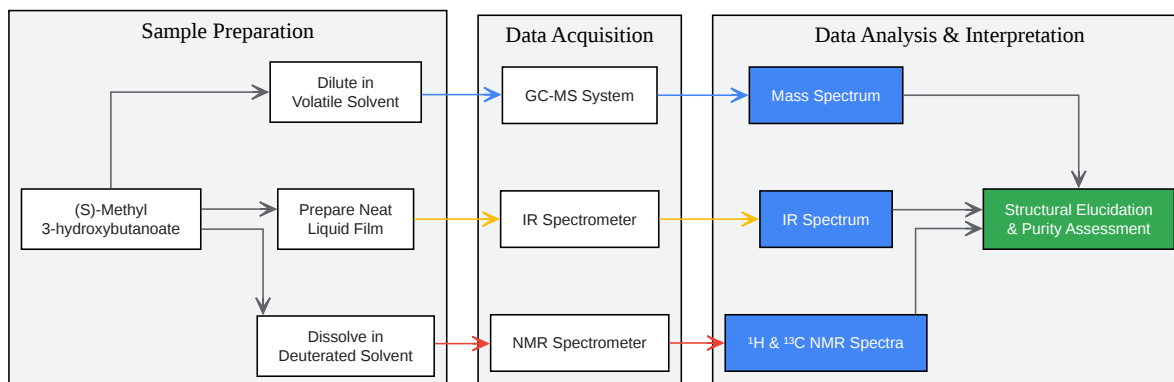 Sample Preparation
Data Acquisition
Data Analysis & Interpretation
Dilute in
Volatile Solvent
GC-MS System
Mass Spectrum
(S)-Methyl
3-hydroxybutanoate
Prepare Neat
Liquid Film
IR Spectrometer
IR Spectrum
Structural Elucidation
& Purity Assessment
Dissolve in
Deuterated Solvent
NMR Spectrometer
¹H & ¹³C NMR Spectra